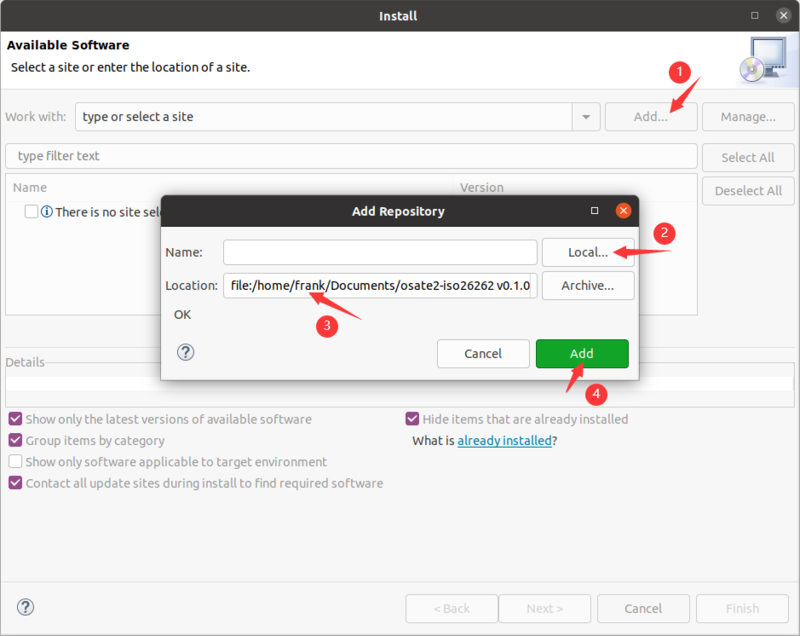 Install
Available Software
Select a site or enter the location of a site.
1
Work with: type or select a site Add... Manage...
type filter text Select All
Name Version Deselect All
There is no site sel
Add Repository
2
Name: Local...
Location: file:/home/frank/Documents/osate2-iso26262 v0.1.0 Archive...
OK
3
Cancel Add
Details
4
Show only the latest versions of available software Hide items that are already installed
Group items by category What is already installed?
Show only software applicable to target environment
Contact all update sites during install to find required software
? < Back Next > Cancel Finish